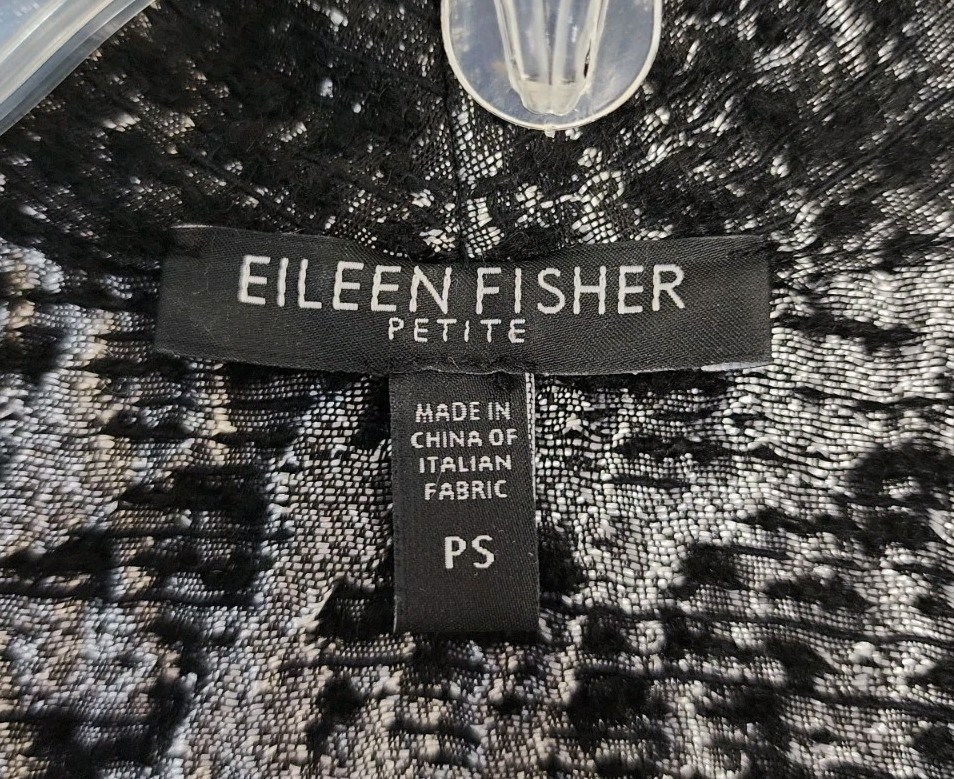 EILEEN FISHER
PETITE
MADE IN
CHINA OF
ITALIAN
FABRIC
PS